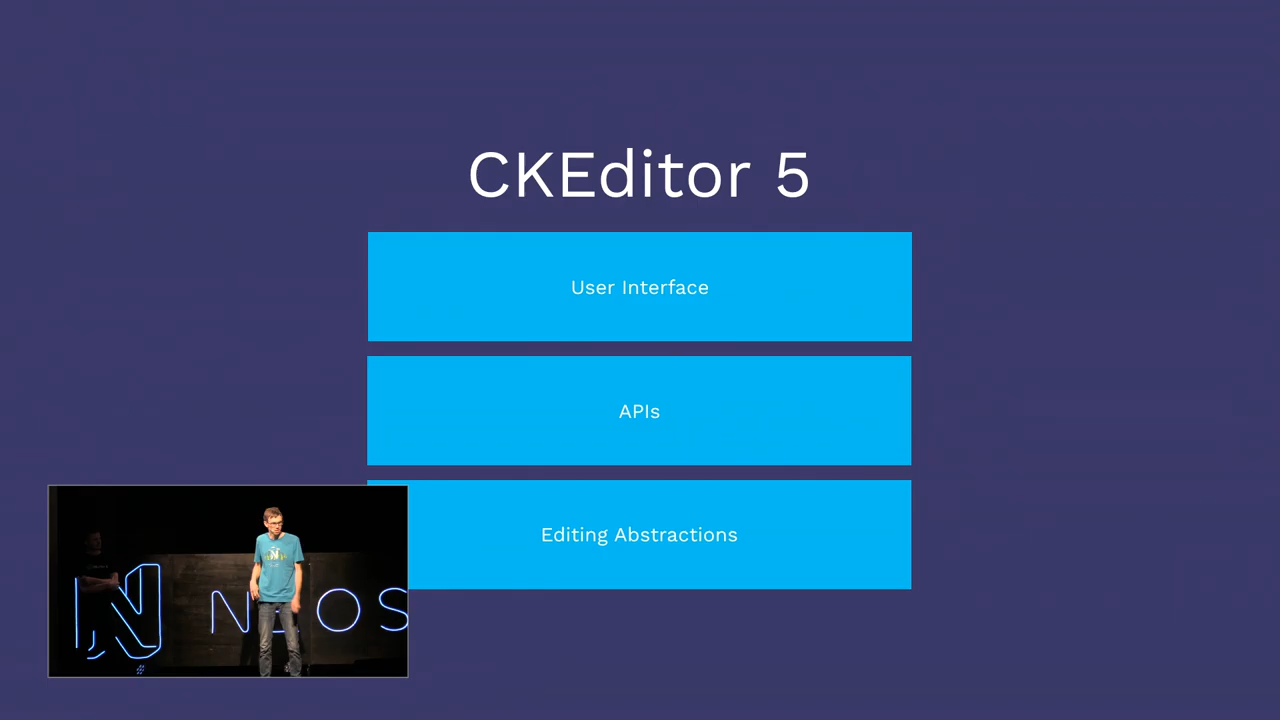 CKEditor 5
User Interface
APIs
Editing Abstractions
NEOS